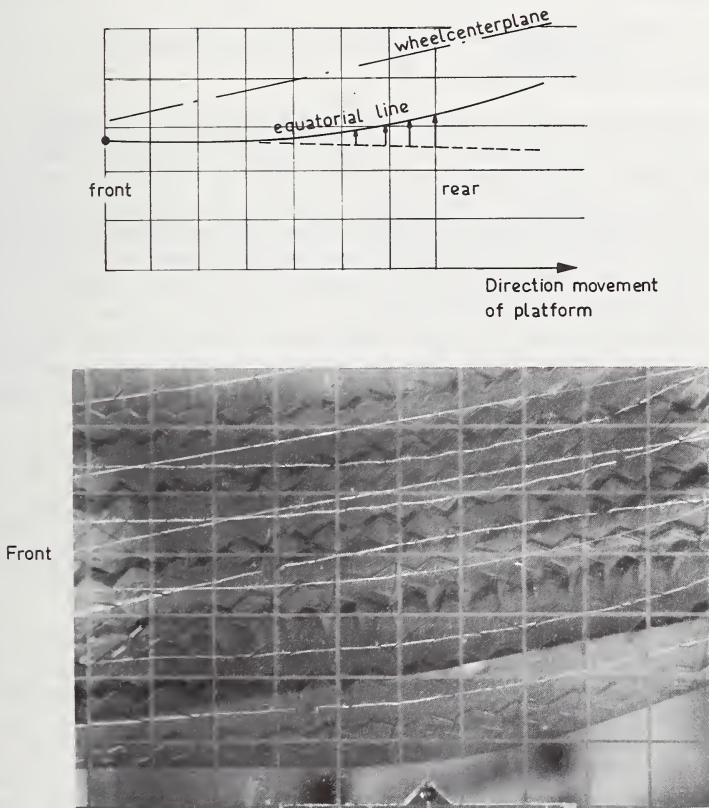 wheelcenterplane
equatorial line
front
rear
Direction movement
of platform
Front